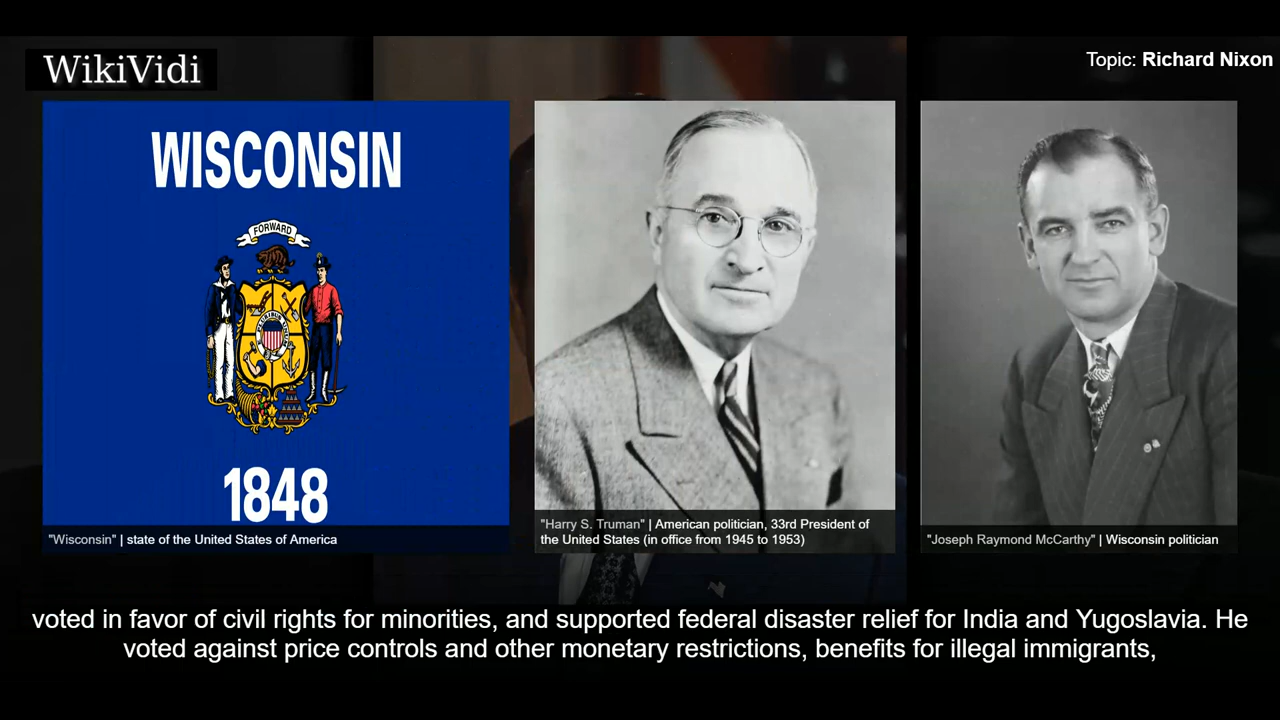 WikiVidi
Topic: Richard Nixon
WISCONSIN
FORWARD
1848
"Wisconsin" | state of the United States of America
"Harry S. Truman" | American politician, 33rd President of
the United States (in office from 1945 to 1953)
"Joseph Raymond McCarthy" | Wisconsin politician
voted in favor of civil rights for minorities, and supported federal disaster relief for India and Yugoslavia. He
voted against price controls and other monetary restrictions, benefits for illegal immigrants,